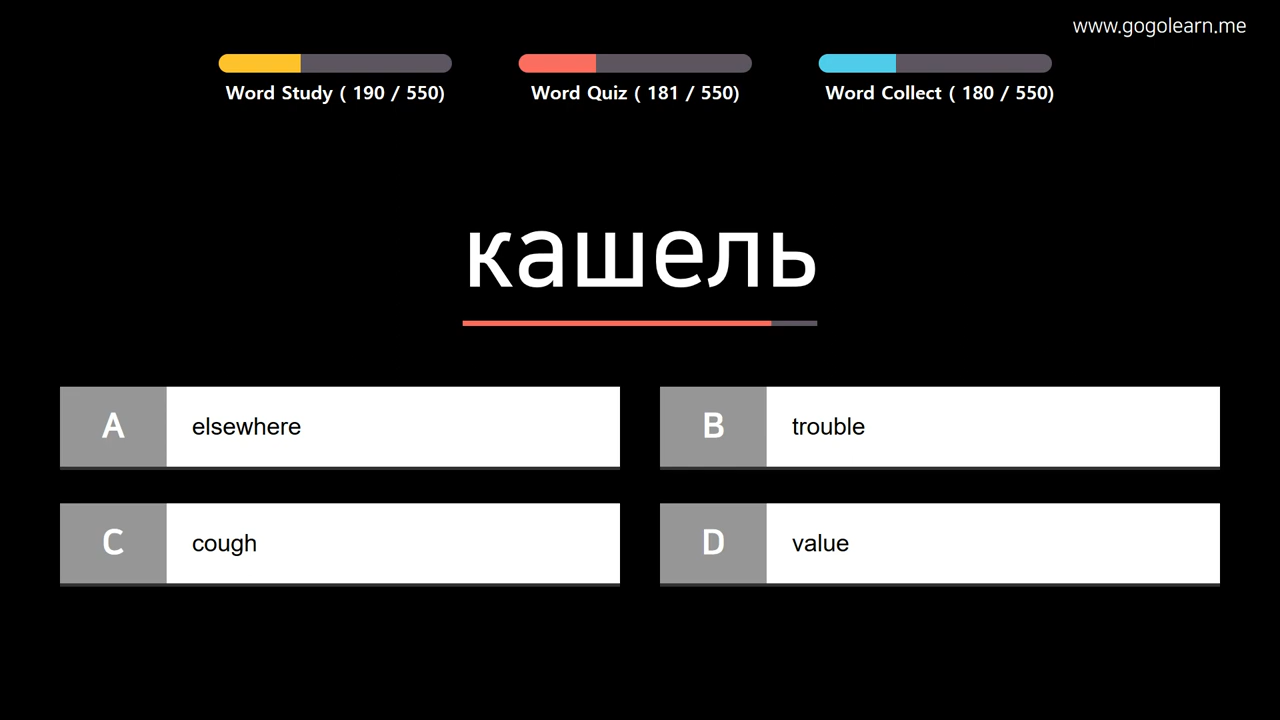 www.gogolearn.me
Word Study ( 190 / 550)
Word Quiz ( 181 / 550)
Word Collect ( 180 / 550)
кашель
A elsewhere
B trouble
C cough
D value